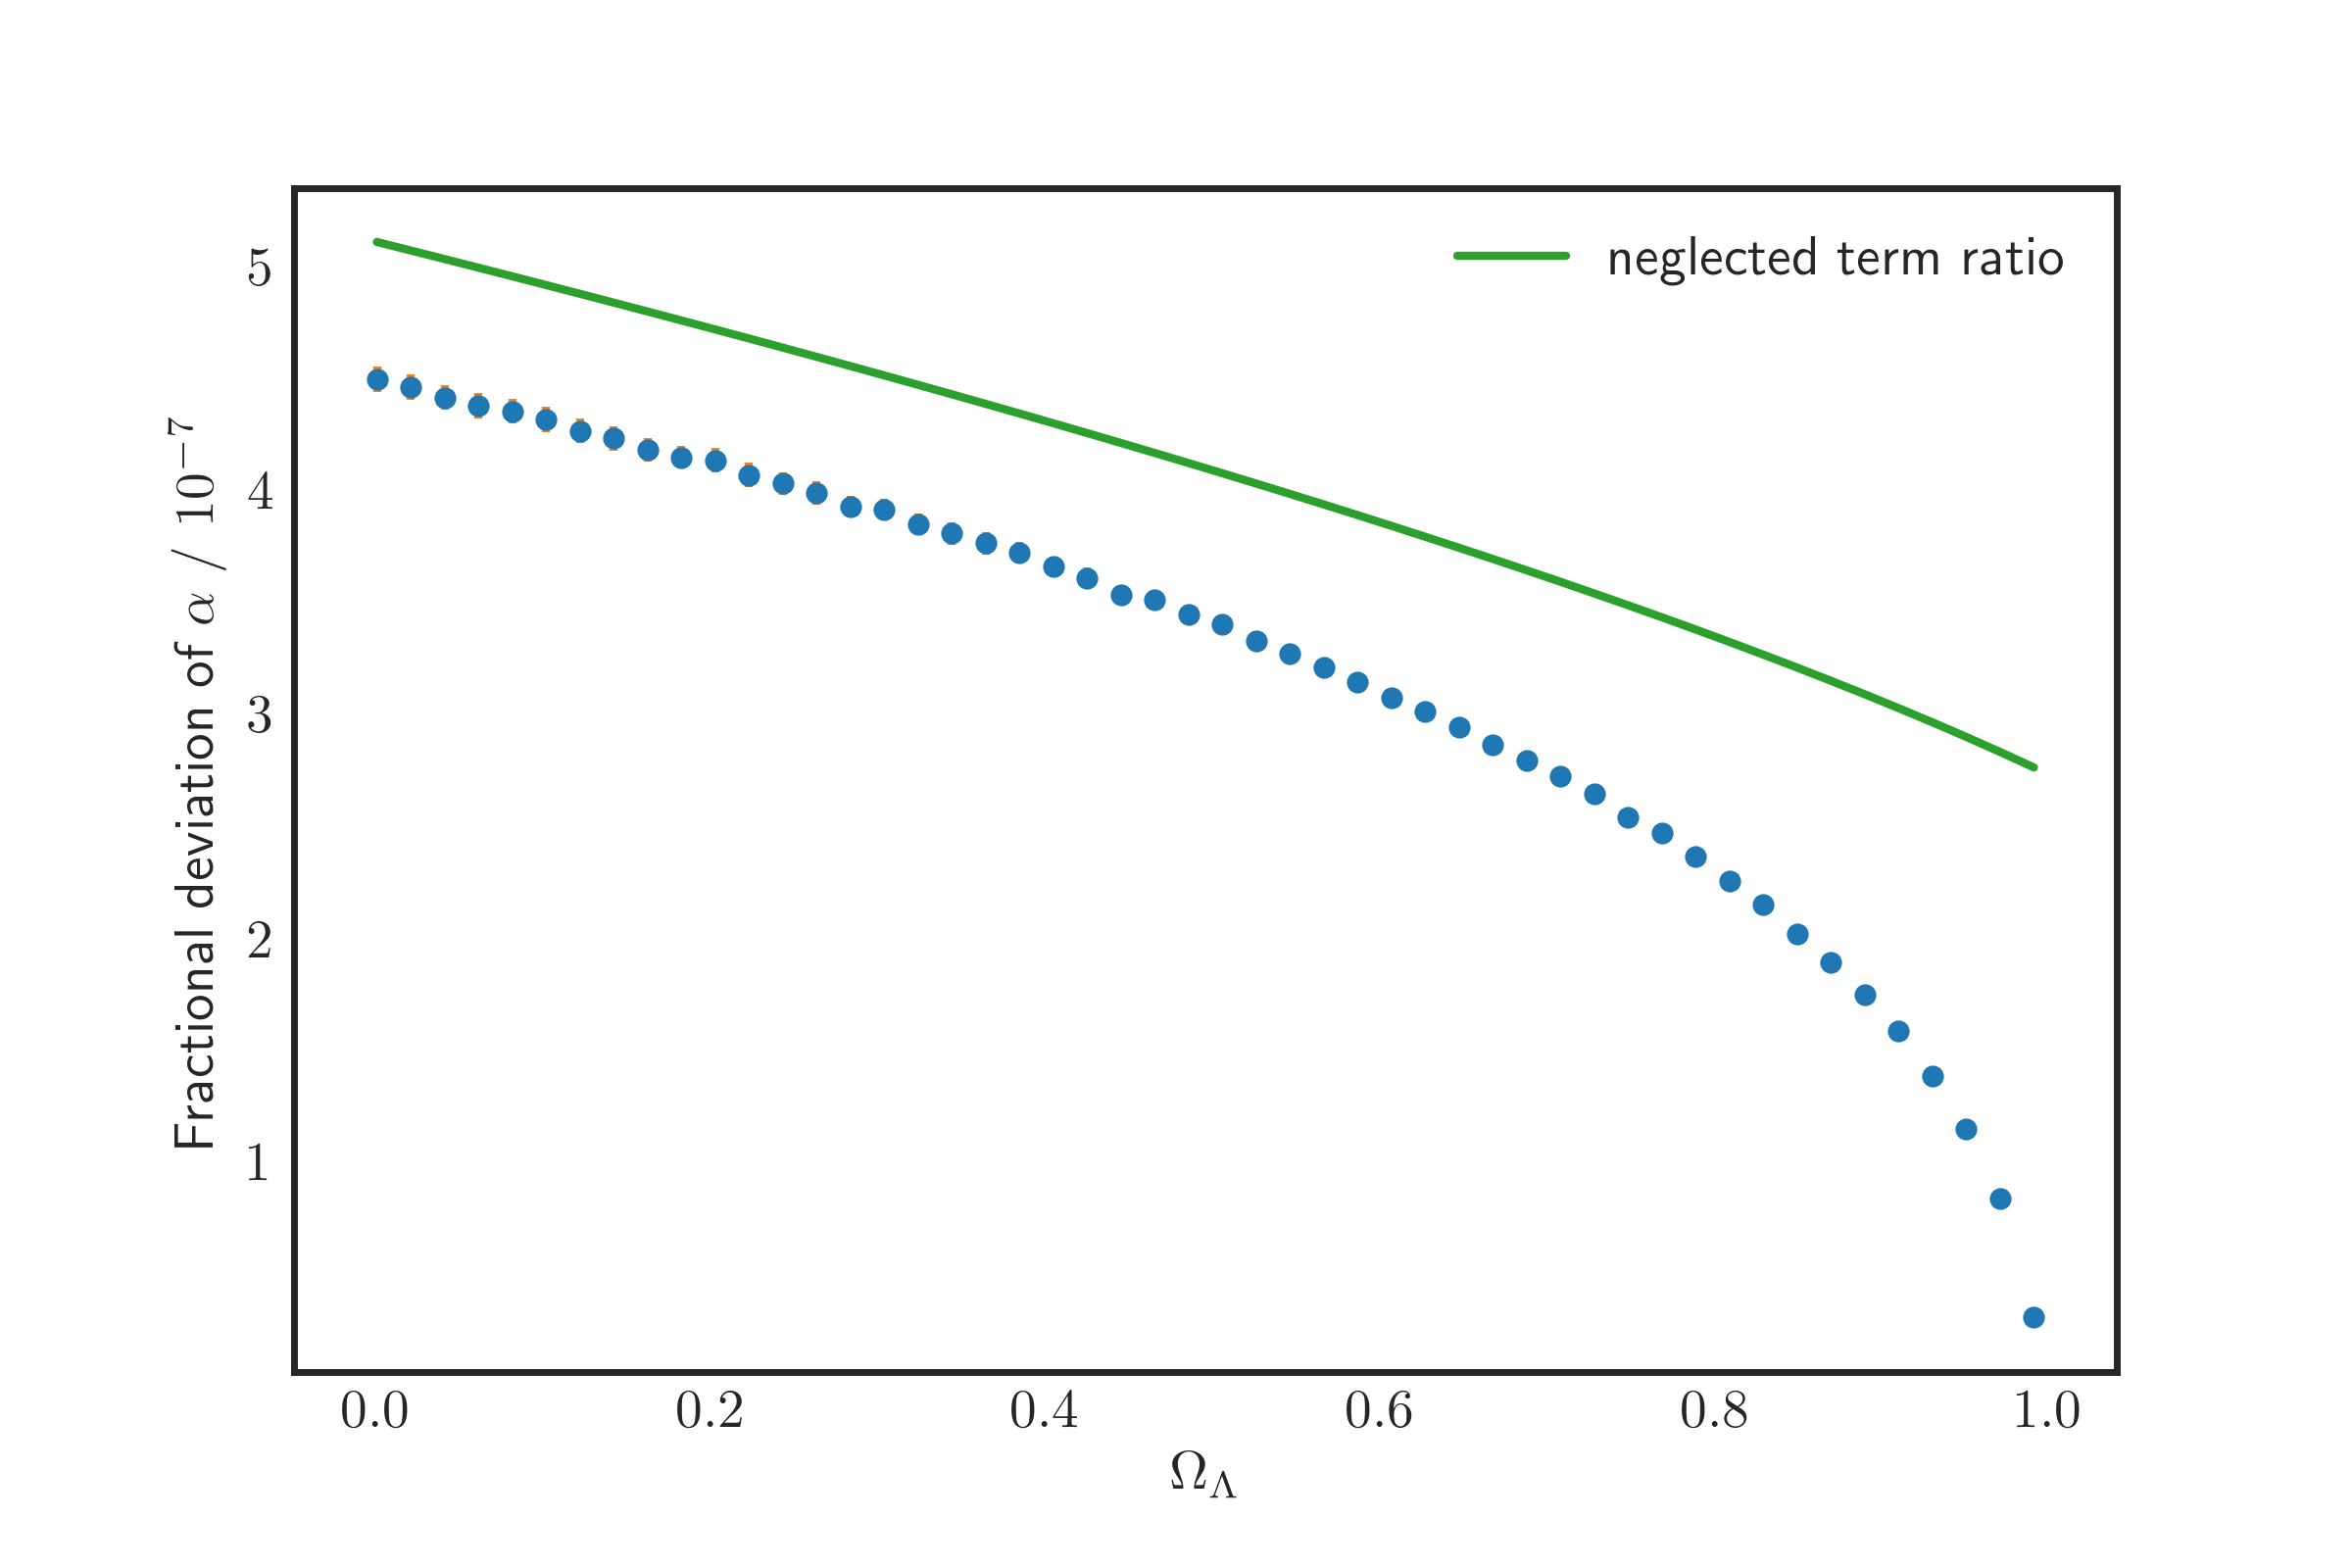 neglected term ratio
Fractional deviation of α / 10⁻⁷
5
4
3
2
1
0.0 0.2 0.4 0.6 0.8 1.0
Ω_Λ